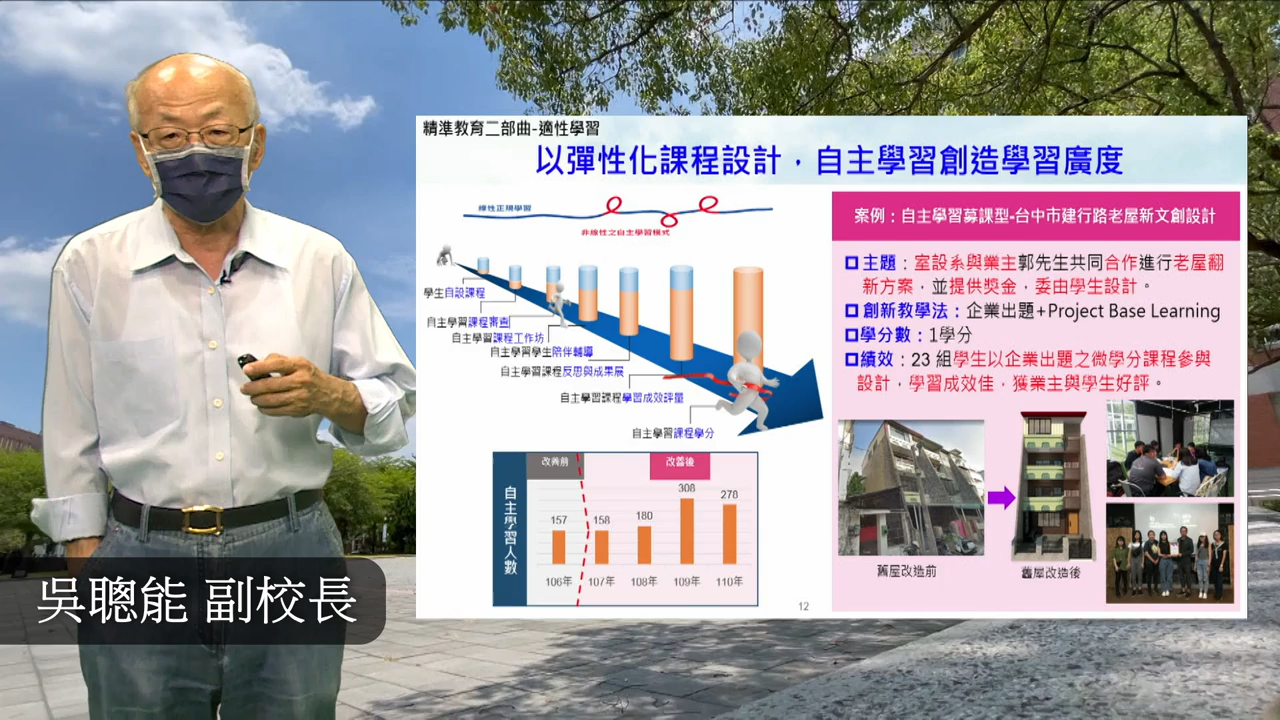 精準教育二部曲-適性學習
以彈性化課程設計，自主學習創造學習廣度
線性正規學習
非線性之自主學習模式
學生自設課程
自主學習課程審查
自主學習課程工作坊
自主學習學生陪伴輔導
自主學習課程反思與成果展
自主學習課程學習成效評量
自主學習課程學分
自主學習人數
改善前
改善後
157
158
180
308
278
106年
107年
108年
109年
110年
案例：自主學習募課型-台中市建行路老屋新文創設計
主題：室設系與業主郭先生共同合作進行老屋翻
新方案，並提供獎金，委由學生設計。
創新教學法：企業出題+Project Base Learning
學分數：1學分
績效：23 組學生以企業出題之微學分課程參與
設計，學習成效佳，獲業主與學生好評。
舊屋改造前
舊屋改造後
12
吳聰能 副校長